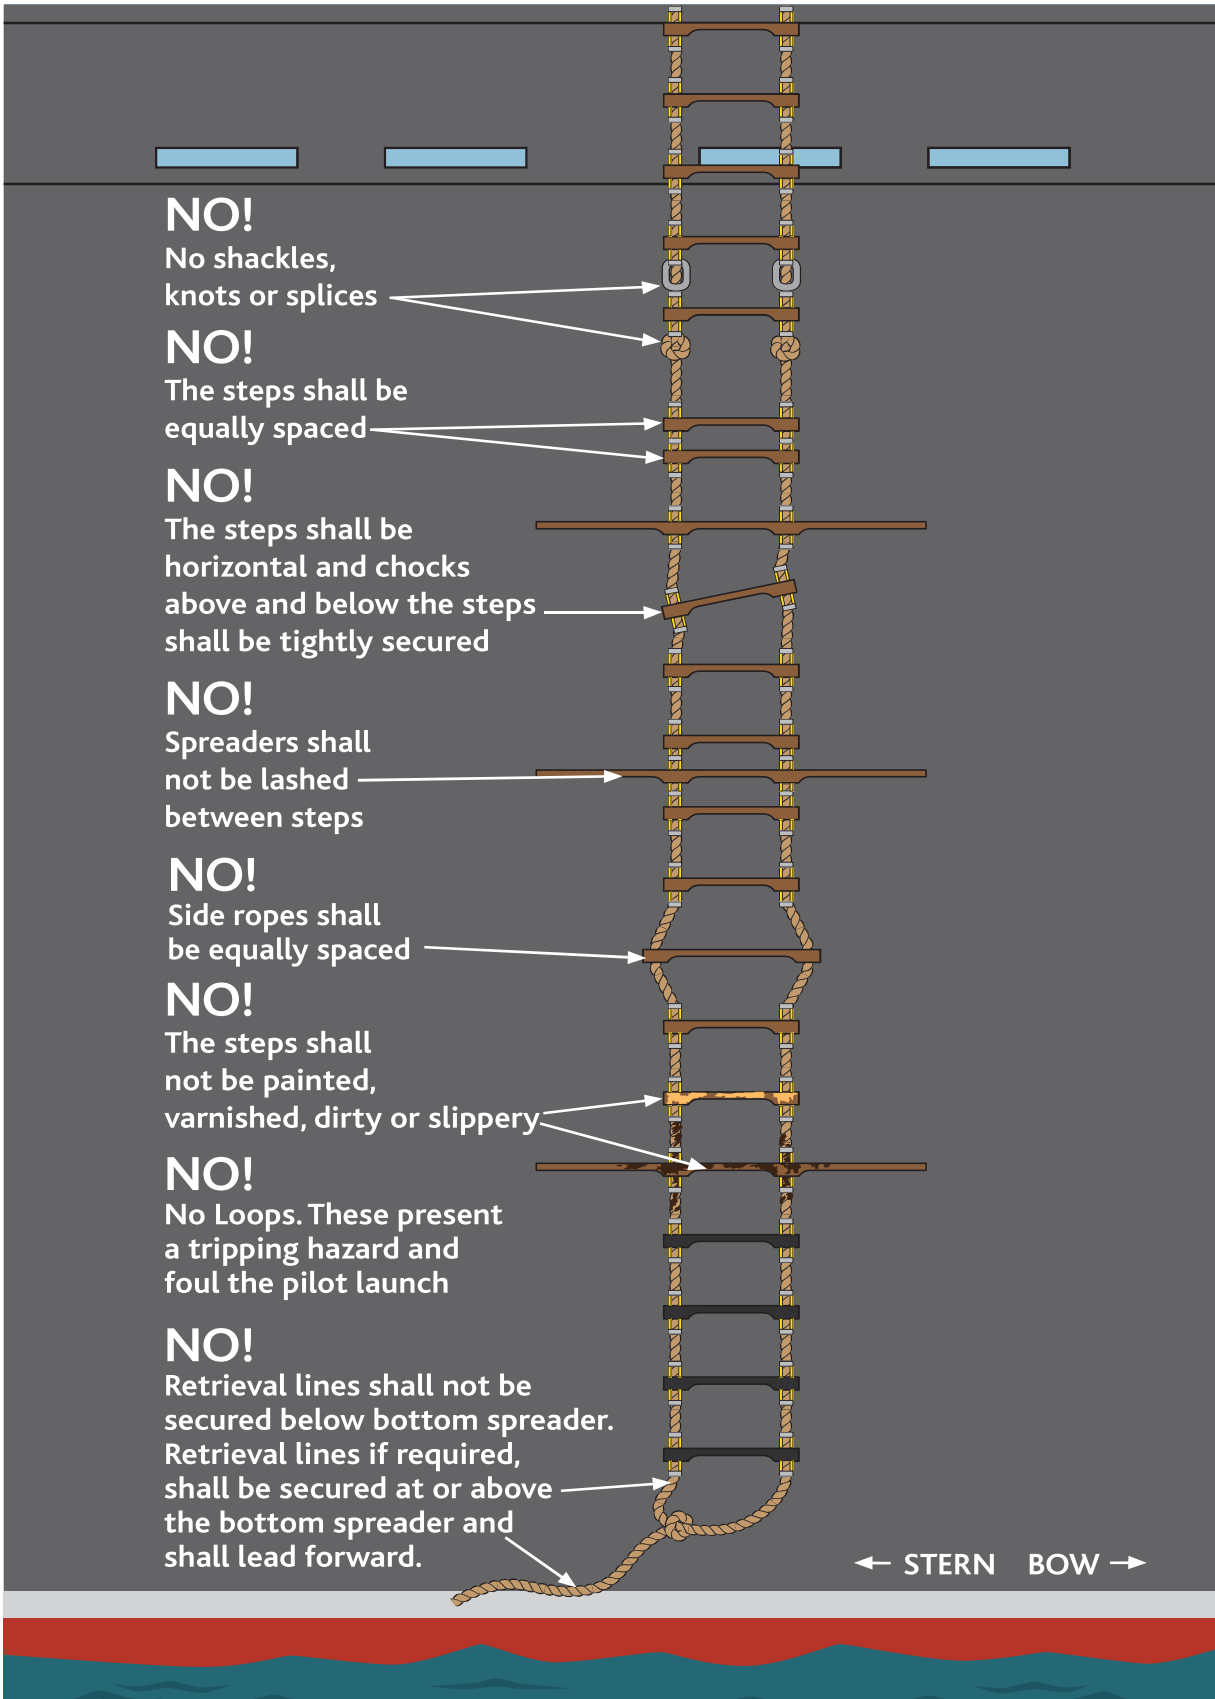 NO!
No shackles,
knots or splices
NO!
The steps shall be
equally spaced
NO!
The steps shall be
horizontal and chocks
above and below the steps
shall be tightly secured
NO!
Spreaders shall
not be lashed
between steps
NO!
Side ropes shall
be equally spaced
NO!
The steps shall
not be painted,
varnished, dirty or slippery
NO!
No Loops. These present
a tripping hazard and
foul the pilot launch
NO!
Retrieval lines shall not be
secured below bottom spreader.
Retrieval lines if required,
shall be secured at or above
the bottom spreader and
shall lead forward.
STERN BOW